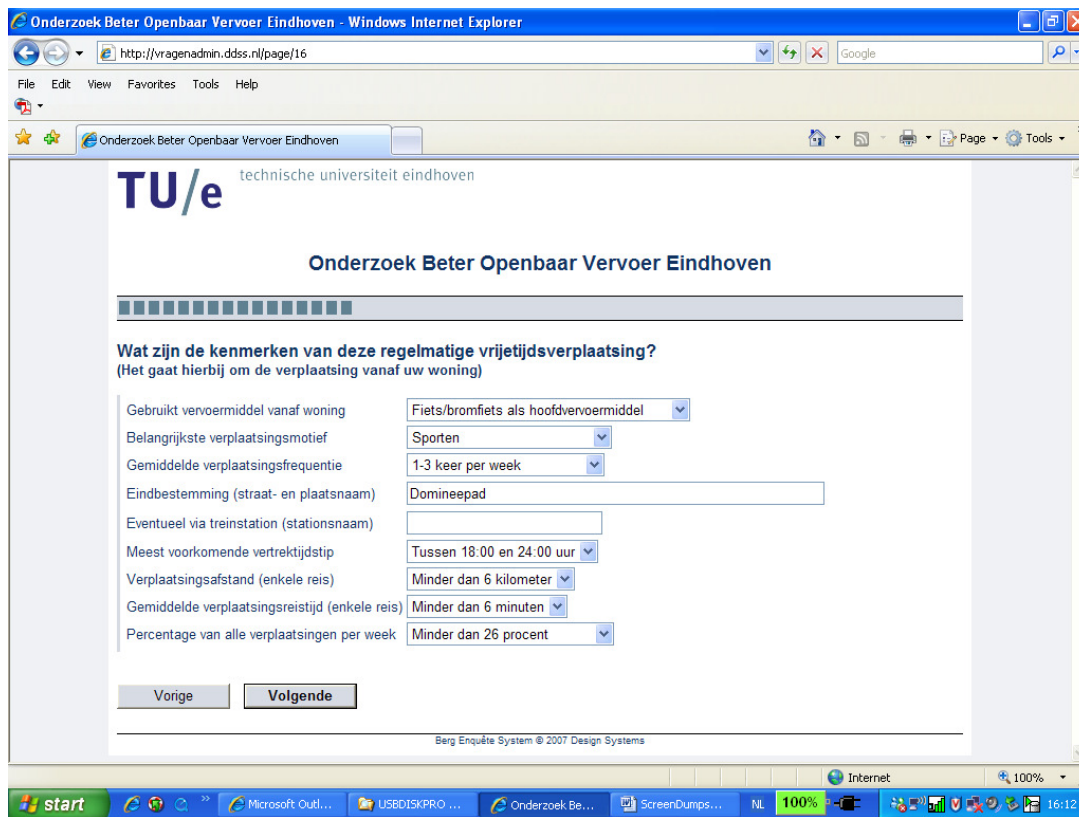 Onderzoek Beter Openbaar Vervoer Eindhoven - Windows Internet Explorer
http://vragenadmin.ddss.nl/page/16
Google
File Edit View Favorites Tools Help
Onderzoek Beter Openbaar Vervoer Eindhoven
Page Tools
TU/e technische universiteit eindhoven
Onderzoek Beter Openbaar Vervoer Eindhoven
Wat zijn de kenmerken van deze regelmatige vrijetijdsverplaatsing?
(Het gaat hierbij om de verplaatsing vanaf uw woning)
Gebruikt vervoermiddel vanaf woning Fiets/bromfiets als hoofdvervoermiddel
Belangrijkste verplaatsingsmotief Sporten
Gemiddelde verplaatsingsfrequentie 1-3 keer per week
Eindbestemming (straat- en plaatsnaam) Domineepad
Eventueel via treinstation (stationsnaam)
Meest voorkomende vertrektijdstip Tussen 18:00 en 24:00 uur
Verplaatsingsafstand (enkele reis) Minder dan 6 kilometer
Gemiddelde verplaatsingsreistijd (enkele reis) Minder dan 6 minuten
Percentage van alle verplaatsingen per week Minder dan 26 procent
Vorige Volgende
Berg Enquête System © 2007 Design Systems
Internet 100%
start Microsoft Outl... USBDISKPRO ... Onderzoek Be... ScreenDumps... NL 100% 16:12